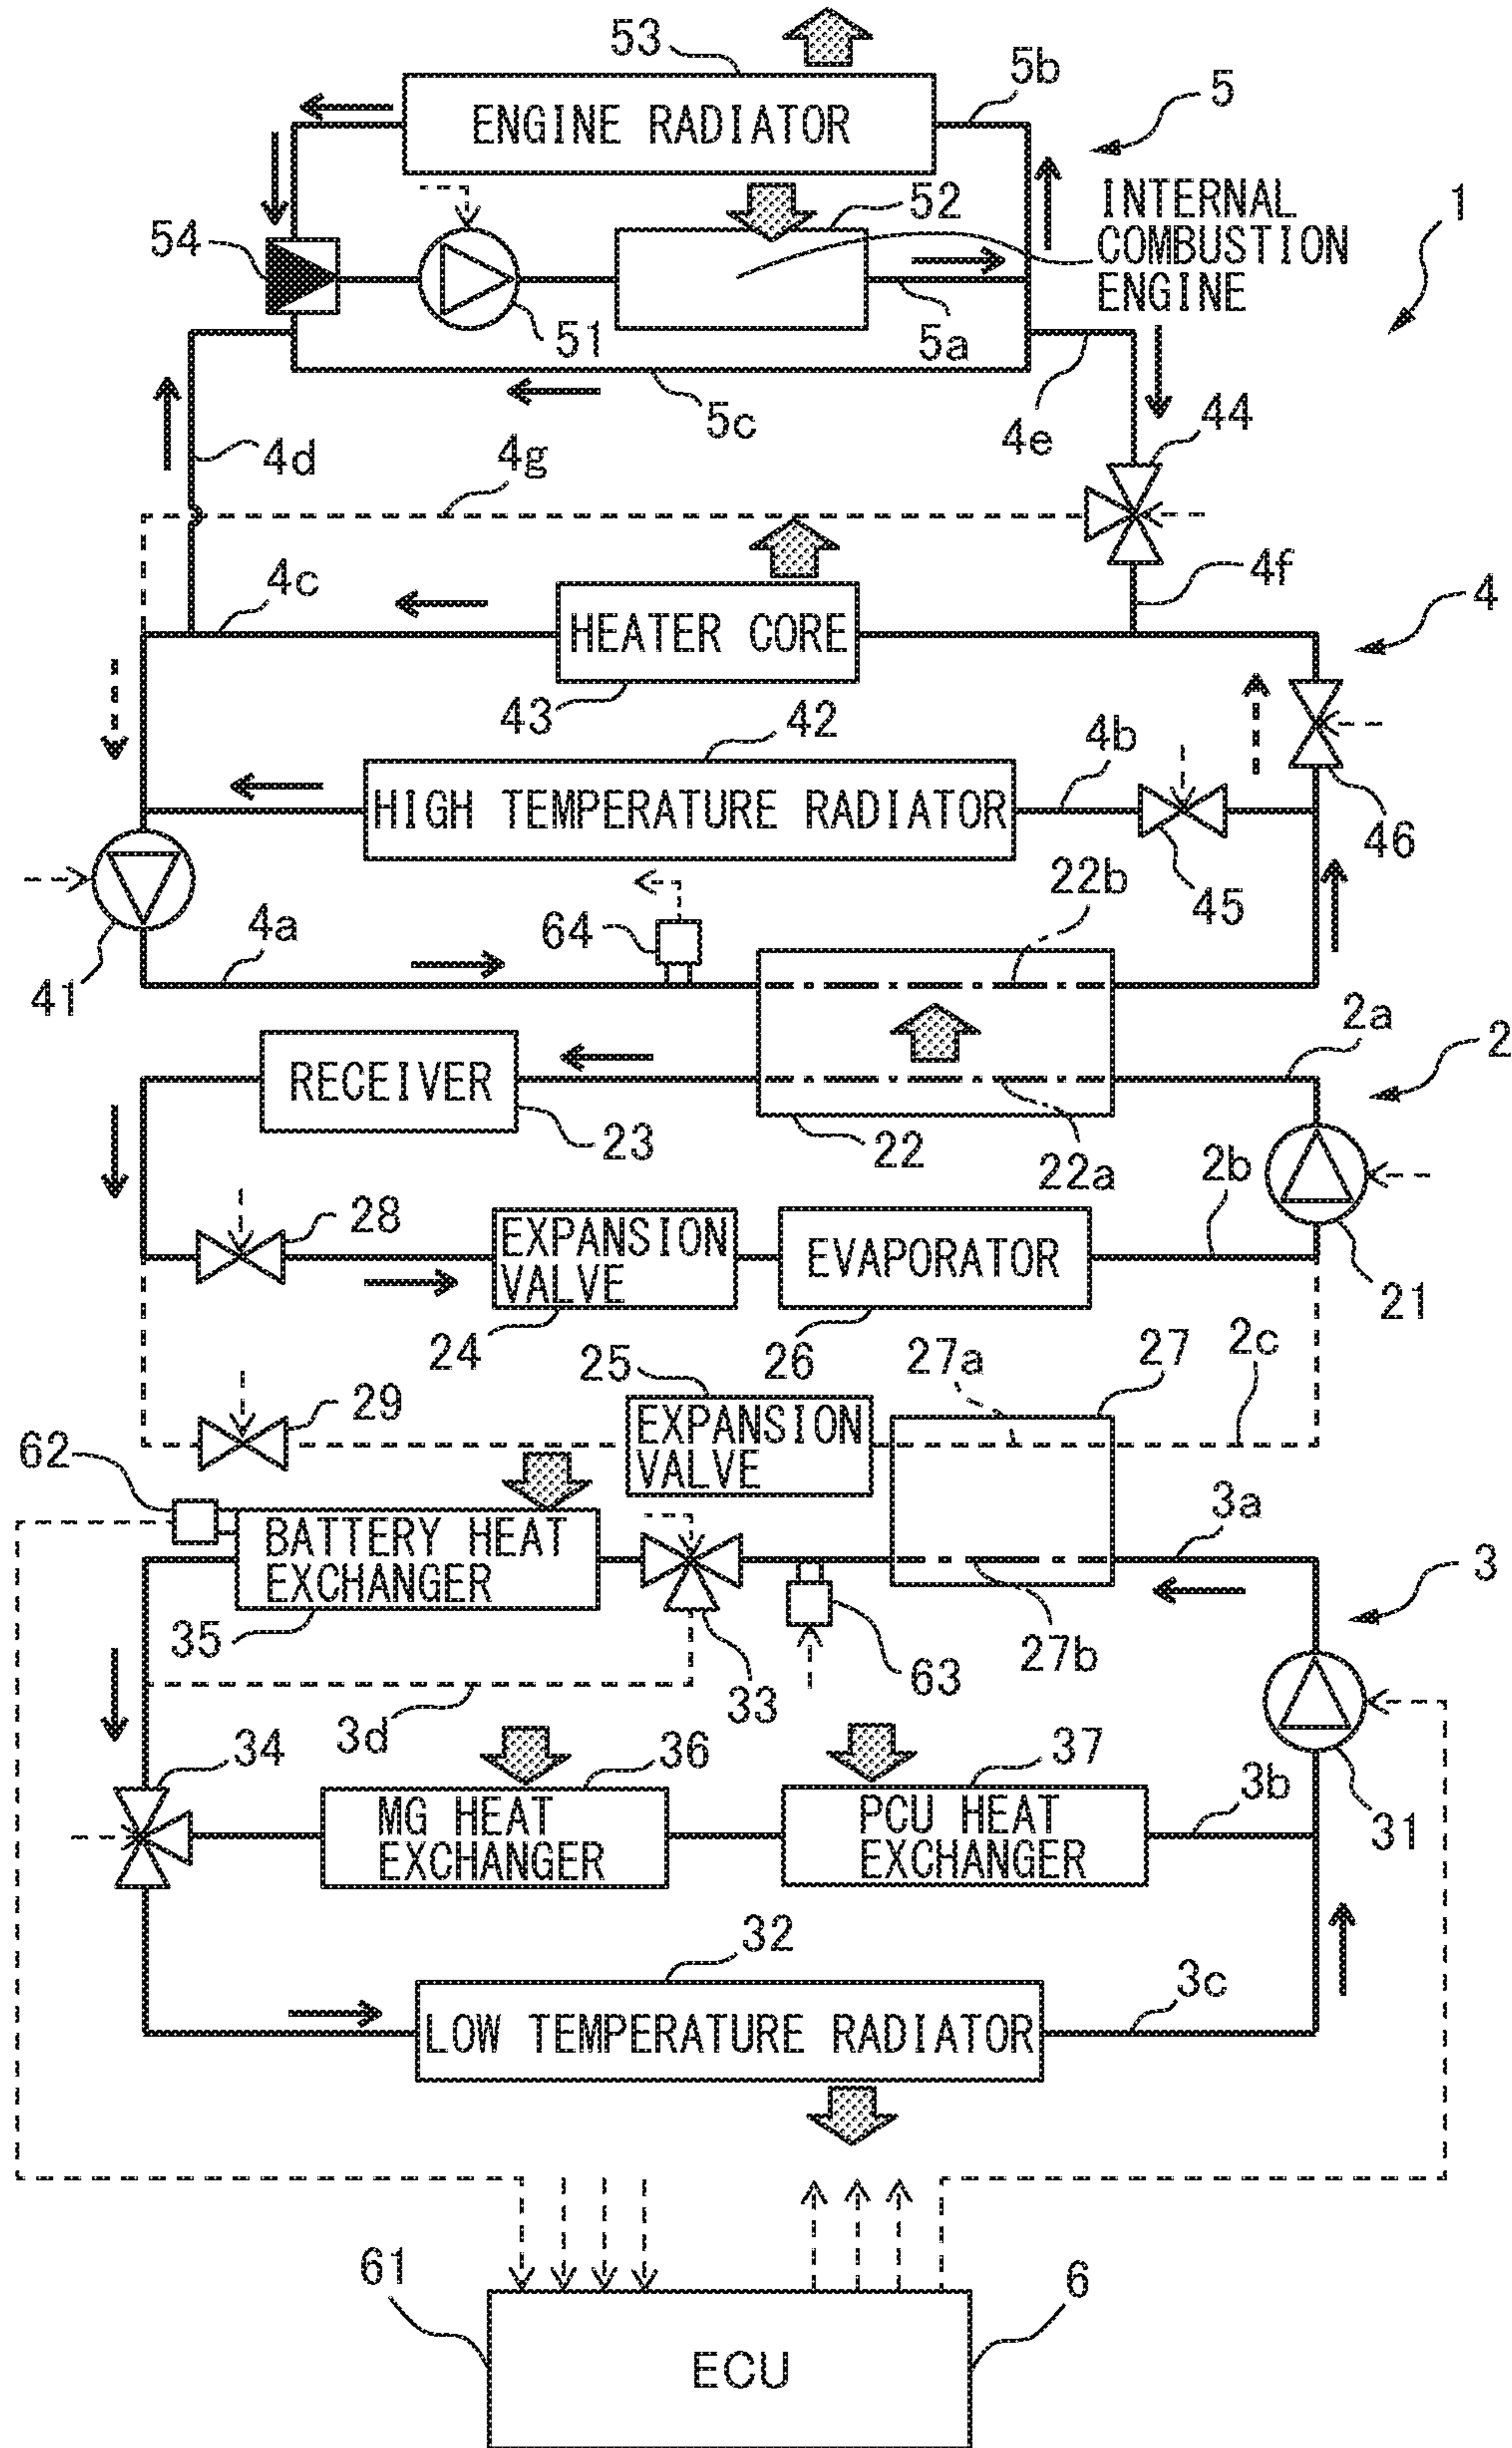 53
5b
5
ENGINE RADIATOR
52
INTERNAL
COMBUSTION
ENGINE
1
54
51
5a
5c
4e
44
4d
4g
4c
4f
4
HEATER CORE
43
42
4b
HIGH TEMPERATURE RADIATOR
46
45
22b
64
4a
41
2a
2
RECEIVER
23
22
22a
2b
28
EXPANSION
VALVE
EVAPORATOR
21
24
26
25
27a
27
2c
29
EXPANSION
VALVE
62
BATTERY HEAT
EXCHANGER
3a
3
35
27b
63
33
3d
34
36
37
3b
MG HEAT
EXCHANGER
PCU HEAT
EXCHANGER
31
32
3c
LOW TEMPERATURE RADIATOR
61
6
ECU